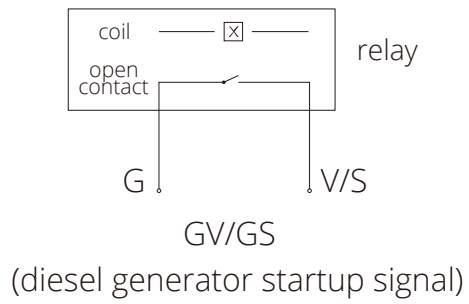 coil
X
relay
open
contact
G
V/S
GV/GS
(diesel generator startup signal)